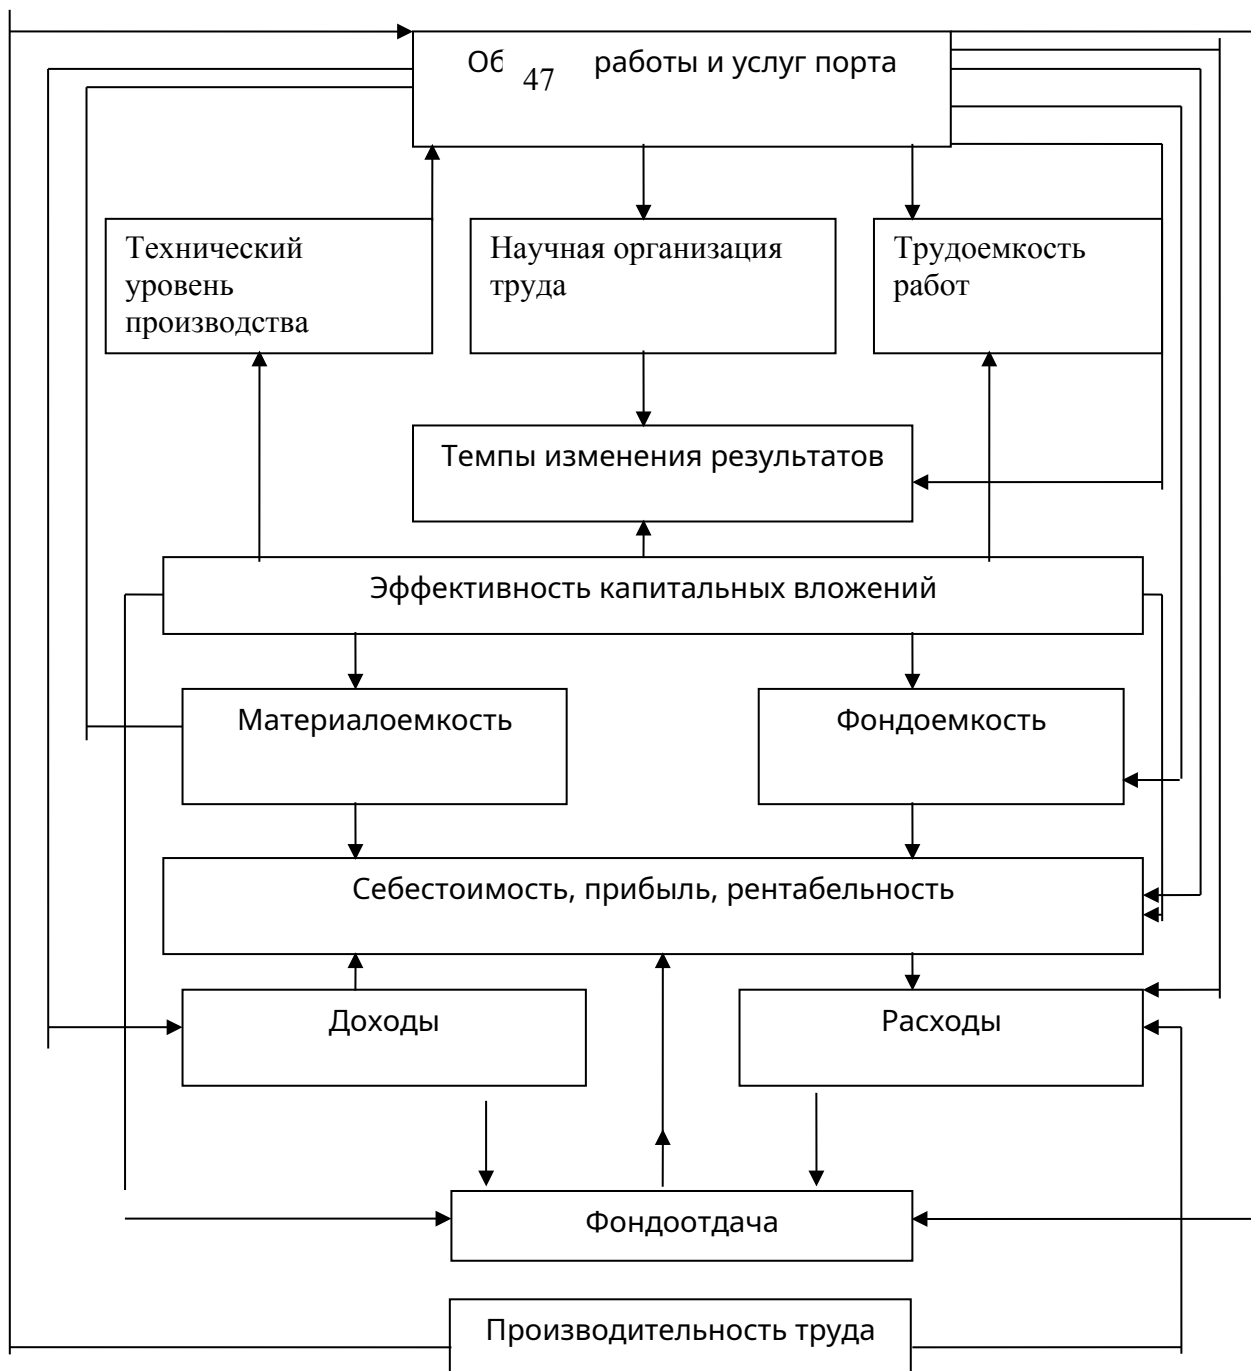 Об работы и услуг порта
47
Технический
уровень
производства
Научная организация
труда
Трудоемкость
работ
Темпы изменения результатов
Эффективность капитальных вложений
Материалоемкость
Фондоемкость
Себестоимость, прибыль, рентабельность
Доходы
Расходы
Фондоотдача
Производительность труда